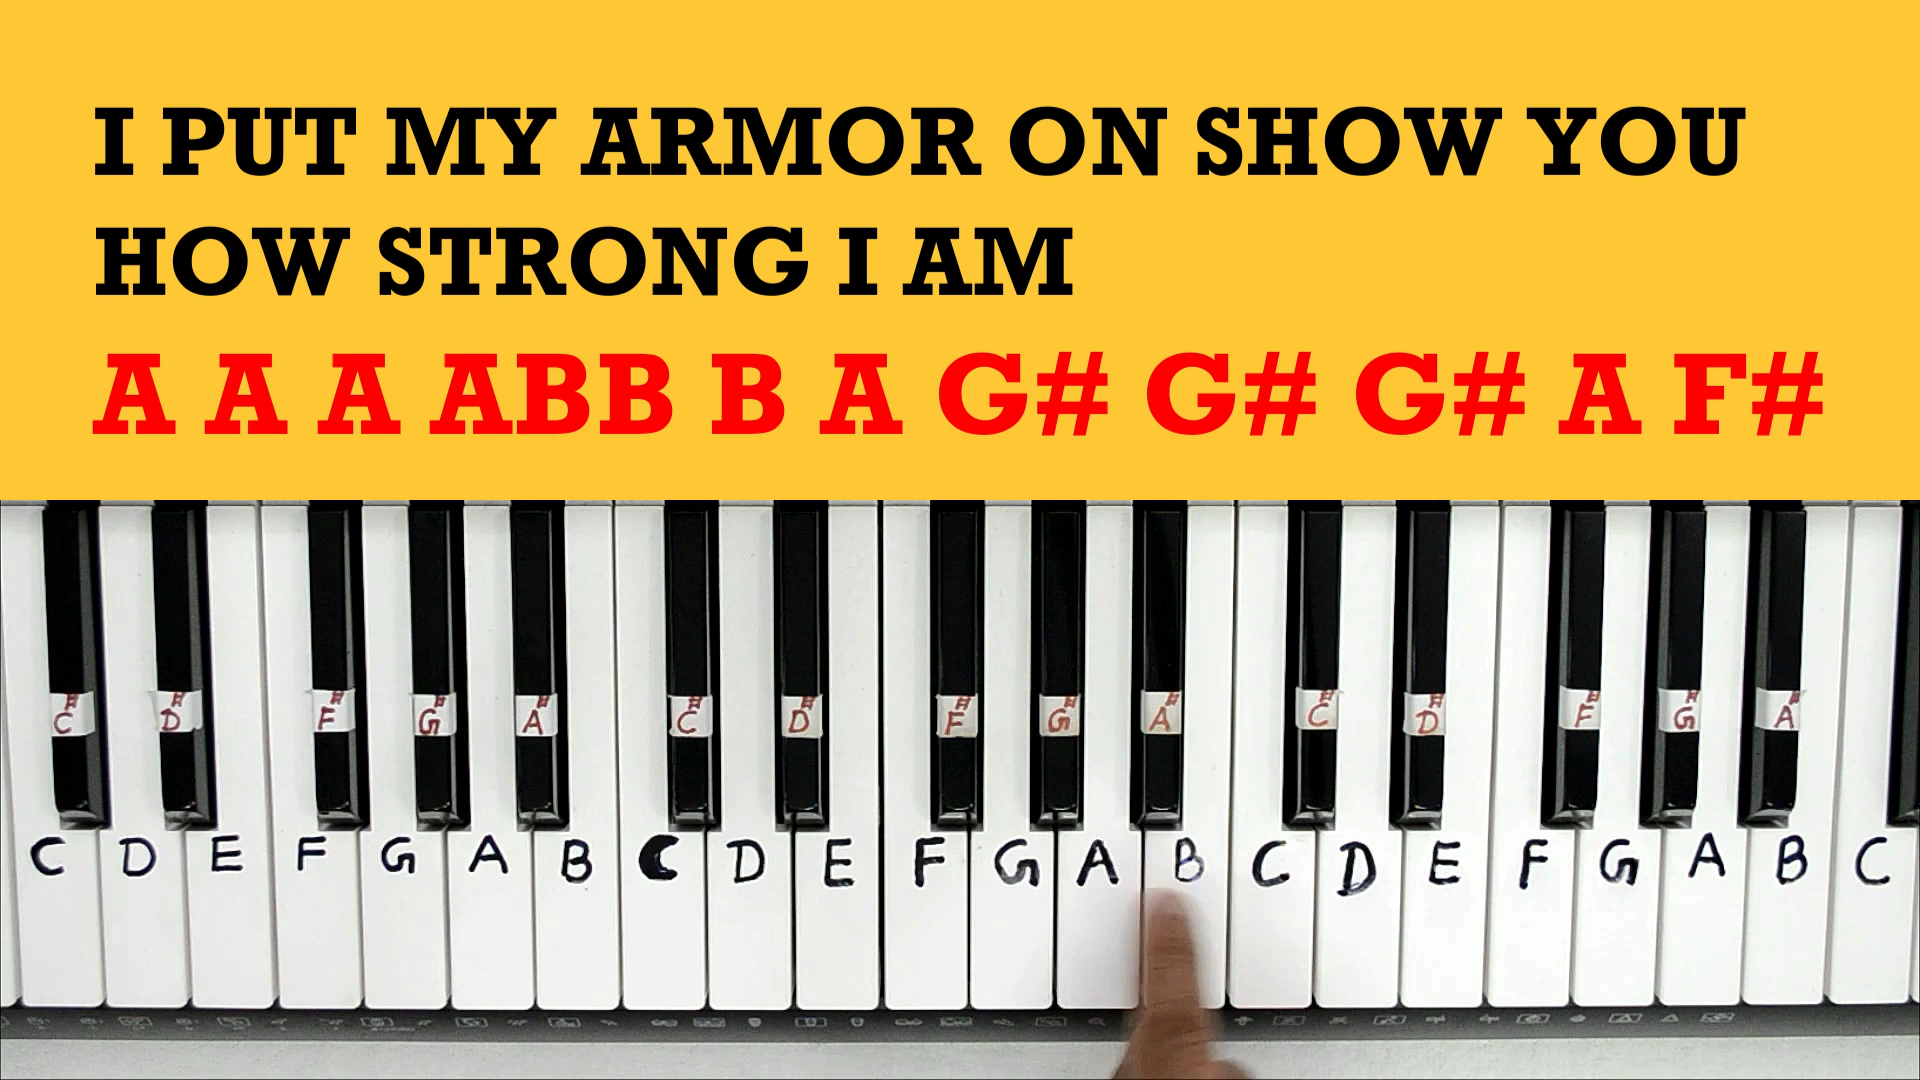 I PUT MY ARMOR ON SHOW YOU
HOW STRONG I AM
A A A ABB B A G# G# G# A F#
C# D# F# G# A# C# D# F# G# A# C# D# F# G# A#
C D E F G A B C D E F G A B C D E F G A B C